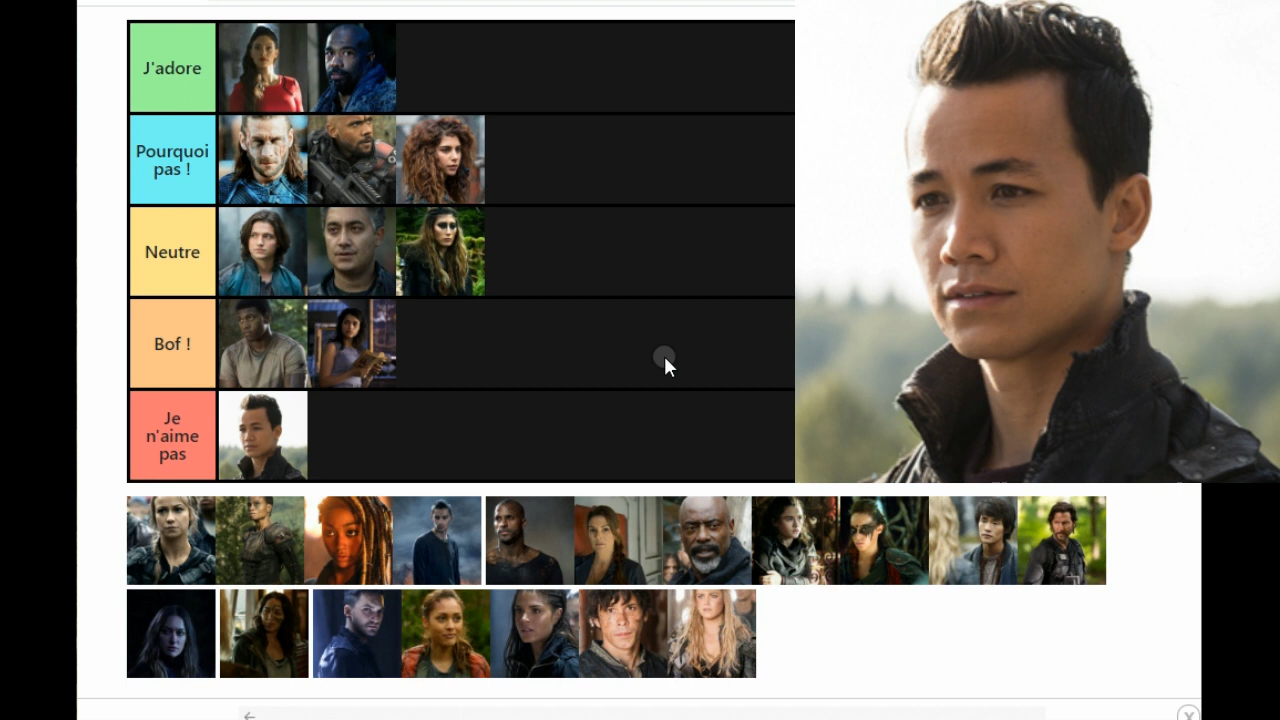 J'adore
Pourquoi
pas !
Neutre
Bof !
Je
n'aime
pas